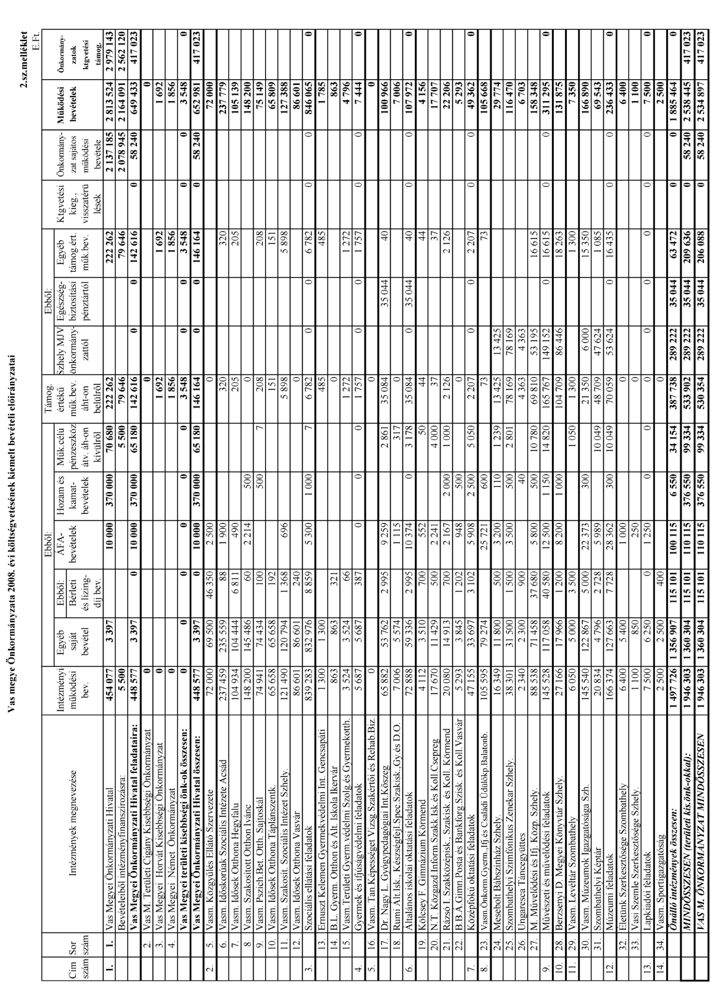 2.sz.melléklet
Vas megye Önkormányzata 2008. évi költségvetésének kiemelt bevételi előirányzatai
E.Ft.
Cím szám | Sor szám | Intézmények megnevezése | Intézményi működési bev. | Egyéb saját bevétel | Ebből: Bérleti és lízing-díj bev. | Ebből: ÁFA-bevételek | Hozam és kamat-bevételek | Műk.célú pénzeszköz átv. áh-on kívülről | Támog. értékű műk.bev. áht-on belülről | Ebből: Szhely MJV önkormány-zattól | Egészség-biztosítási pénztártól | Egyéb támog.ért. műk.bev. | Ktgvetési kieg., visszatérü lések | Önkormány-zat sajátos működési bevétele | Működési bevételek | Önkormány-zatok ktgvetési támog.
1. | 1. | Vas Megyei Önkormányzati Hivatal | 454 077 | 3 397 | | 10 000 | 370 000 | 70 680 | 222 262 | | | 222 262 | | 2 137 185 | 2 813 524 | 2 979 143
Bevételeiből intézményfinanszírozásra: | 5 500 | | | | | 5 500 | 79 646 | | | 79 646 | | 2 078 945 | 2 164 091 | 2 562 120
Vas Megyei Önkormányzati Hivatal feladataira: | 448 577 | 3 397 | 0 | 10 000 | 370 000 | 65 180 | 142 616 | 0 | 0 | 142 616 | 0 | 58 240 | 649 433 | 417 023
2. | Vas M. Területi Cigány Kisebbségi Önkormányzat | 0 | | | | | | 0 | | | | | | 0
3. | Vas Megyei Horvát Kisebbségi Önkormányzat | 0 | | | | | | 1 692 | | | 1 692 | | | 1 692
4. | Vas Megyei Német Önkormányzat | 0 | | | | | | 1 856 | | | 1 856 | | | 1 856
Vas Megyei területi kisebbségi önk-ok összesen: | 0 | 0 | 0 | 0 | 0 | 0 | 3 548 | 0 | 0 | 3 548 | 0 | 0 | 3 548 | 0
Vas Megyei Önkormányzati Hivatal összesen: | 448 577 | 3 397 | 0 | 10 000 | 370 000 | 65 180 | 146 164 | 0 | 0 | 146 164 | 0 | 58 240 | 652 981 | 417 023
2. | 5. | Vasm. Közgyűlés Ellátó Szervezete | 72 000 | 69 500 | 46 350 | 2 500 | | | 0 | | | | | | 72 000
6. | Vasm. Időskorúak Szociális Intézete Acsád | 237 459 | 235 559 | 88 | 1 900 | | | 320 | | | 320 | | | 237 779
7. | Vasm. Idősek Otthona Hegyfalu | 104 934 | 104 444 | 6 811 | 490 | | | 205 | | | 205 | | | 105 139
8 | Vasm. Szakosított Otthon Ivánc | 148 200 | 145 486 | 60 | 2 214 | 500 | | 0 | | | | | | 148 200
9. | Vasm. Pszich.Bet. Otth. Sajtoskál | 74 941 | 74 434 | 100 | | 500 | 7 | 208 | | | 208 | | | 75 149
10. | Vasm. Idősek Otthona Táplánszentk. | 65 658 | 65 658 | 192 | | | | 151 | | | 151 | | | 65 809
11. | Vasm. Szakosít. Szociális Intézet Szhely. | 121 490 | 120 794 | 1 368 | 696 | | | 5 898 | | | 5 898 | | | 127 388
12. | Vasm. Idősek Otthona Vasvár | 86 601 | 86 601 | 240 | | | | 0 | | | | | | 86 601
3. | Szociális ellátási feladatok | 839 283 | 832 976 | 8 859 | 5 300 | 1 000 | 7 | 6 782 | 0 | 0 | 6 782 | 0 | 0 | 846 065 | 0
13. | Ernuszt Kelemen Gyermekvédelmi Int. Gencsapáti | 1 300 | 1 300 | | | | | 485 | | | 485 | | | 1 785
14. | B.L. Gyerm. Otthon és Ált. Iskola Ikervár | 863 | 863 | 321 | | | | 0 | | | | | | 863
15. | Vasm.Területi Gyerm.védelmi Szolg és Gyermekotth. | 3 524 | 3 524 | 66 | | | | 1 272 | | | 1 272 | | | 4 796
4. | Gyermek és ifjúságvédelmi feladatok | 5 687 | 5 687 | 387 | 0 | | 0 | 1 757 | 0 | 0 | 1 757 | 0 | 0 | 7 444 | 0
5. | 16. | Vasm. Tan.Képességet Vizsg.Szakértői és Rehab.Biz. | 0 | | | | | | 0 | | | | | | 0
17. | Dr. Nagy L. Gyógypedagógiai Int.Kőszeg | 65 882 | 53 762 | 2 995 | 9 259 | | 2 861 | 35 084 | | 35 044 | 40 | | | 100 966
18. | Rumi Ált.Isk., Készségfejl.Spec.Szakisk.,Gy.és D.O. | 7 006 | 5 574 | | 1 115 | | 317 | 0 | | | | | | 7 006
6. | Általános iskolai oktatási feladatok | 72 888 | 59 336 | 2 995 | 10 374 | 0 | 3 178 | 35 084 | 0 | 35 044 | 40 | 0 | 0 | 107 972 | 0
19. | Kölcsey F. Gimnázium Körmend | 4 112 | 3 510 | 700 | 552 | | 50 | 44 | | | 44 | | | 4 156
20. | N.T. Közgazd.Inform.Szakk.Isk és Koll.Csepreg | 17 670 | 11 429 | 500 | 2 241 | | 4 000 | 37 | | | 37 | | | 17 707
21. | Rázsó I. Szakközépisk., Szakisk. és Koll. Körmend | 20 080 | 14 913 | 700 | 2 167 | 2 000 | 1 000 | 2 126 | | | 2 126 | | | 22 206
22. | B.B.Á.Gimn.Posta és Bankforg.Szisk. és Koll.Vasvár | 5 293 | 3 845 | 1 202 | 948 | 500 | | 0 | | | | | | 5 293
7. | Középfokú oktatási feladatok | 47 155 | 33 697 | 3 102 | 5 908 | 2 500 | 5 050 | 2 207 | 0 | 0 | 2 207 | 0 | 0 | 49 362 | 0
8. | 23. | Vasm.Önkorm.Gyerm.,Ifj.és Családi Üdülőkp.Balatonb. | 105 595 | 79 274 | | 25 721 | 600 | | 73 | | | 73 | | | 105 668
24. | Mesebolt Bábszínház Szhely. | 16 349 | 11 800 | 500 | 3 200 | 110 | 1 239 | 13 425 | 13 425 | | | | | 29 774
25. | Szombathelyi Szimfónikus Zenekar Szhely. | 38 301 | 31 500 | 1 500 | 3 500 | 500 | 2 801 | 78 169 | 78 169 | | | | | 116 470
26. | Ungaresca Táncegyüttes | 2 340 | 2 300 | 900 | | 40 | | 4 363 | 4 363 | | | | | 6 703
27. | M. Művelődési és Ifj. Közp. Szhely. | 88 538 | 71 458 | 37 680 | 5 800 | 500 | 10 780 | 69 810 | 53 195 | | 16 615 | | | 158 348
9. | Művészeti és művelődési feladatok | 145 528 | 117 058 | 40 580 | 12 500 | 1 150 | 14 820 | 165 767 | 149 152 | 0 | 16 615 | 0 | 0 | 311 295 | 0
10. | 28. | Berzsenyi D. Megyei Könyvtár Szhely. | 27 166 | 17 966 | 1 200 | 8 200 | 1 000 | | 104 709 | 86 446 | | 18 263 | | | 131 875
11. | 29. | Vasm. Levéltár Szombathely | 6 050 | 5 000 | 3 500 | | | 1 050 | 1 300 | | | 1 300 | | | 7 350
30. | Vasm. Múzeumok Igazgatósága Szh. | 145 540 | 122 867 | 5 000 | 22 373 | 300 | | 21 350 | 6 000 | | 15 350 | | | 166 890
31. | Szombathelyi Képtár | 20 834 | 4 796 | 2 728 | 5 989 | | 10 049 | 48 709 | 47 624 | | 1 085 | | | 69 543
12. | Múzeumi feladatok | 166 374 | 127 663 | 7 728 | 28 362 | 300 | 10 049 | 70 059 | 53 624 | 0 | 16 435 | 0 | 0 | 236 433 | 0
32. | Életünk Szerkesztősége Szombathely | 6 400 | 5 400 | | 1 000 | | | 0 | | | | | | 6 400
33. | Vasi Szemle Szerkesztősége Szhely. | 1 100 | 850 | | 250 | | | 0 | | | | | | 1 100
13. | Lapkiadói feladatok | 7 500 | 6 250 | 0 | 1 250 | 0 | 0 | 0 | 0 | 0 | 0 | 0 | 0 | 7 500 | 0
14. | 34. | Vasm. Sportigazgatóság | 2 500 | 2 500 | 400 | | | | 0 | | | | | | 2 500
Önálló intézmények összesen: | 1 497 726 | 1 356 907 | 115 101 | 100 115 | 6 550 | 34 154 | 387 738 | 289 222 | 35 044 | 63 472 | 0 | 0 | 1 885 464 | 0
MINDÖSSZESEN (területi kis.önk-okkal): | 1 946 303 | 1 360 304 | 115 101 | 110 115 | 376 550 | 99 334 | 533 902 | 289 222 | 35 044 | 209 636 | 0 | 58 240 | 2 538 445 | 417 023
VAS M. ÖNKORMÁNYZAT MINDÖSSZESEN | 1 946 303 | 1 360 304 | 115 101 | 110 115 | 376 550 | 99 334 | 530 354 | 289 222 | 35 044 | 206 088 | 0 | 58 240 | 2 534 897 | 417 023